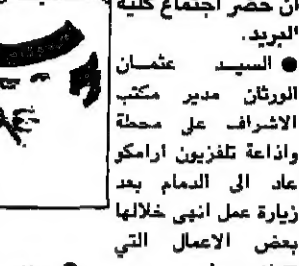 ان حضر اجتماع كلية
البريد.
● السيد عثمان
الورثان مدير مكتب
الاشراف على محطة
واذاعة تلفزيون أرامكو
عاد الى الدمام بعد
زيارة عمل انهى خلالها
بعض الاعمال التي